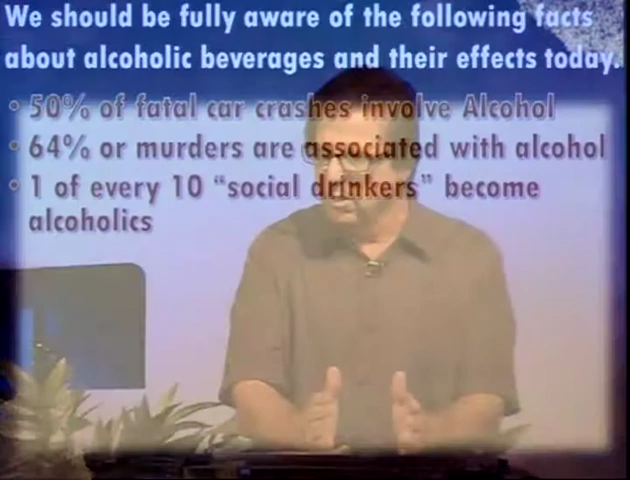 We should be fully aware of the following facts
about alcoholic beverages and their effects today.
• 50% of fatal car crashes involve Alcohol
• 64% or murders are associated with alcohol
• 1 of every 10 “social drinkers” become
alcoholics